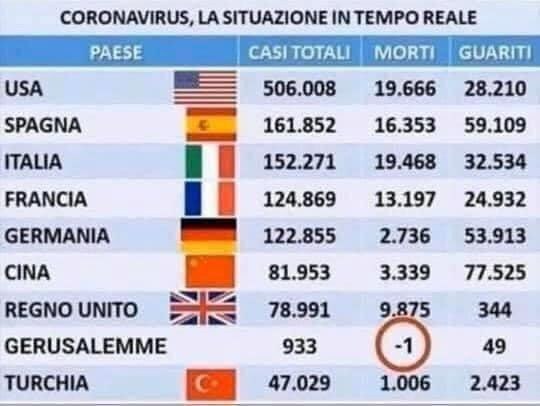 CORONAVIRUS, LA SITUAZIONE IN TEMPO REALE
PAESE CASI TOTALI MORTI GUARITI
USA 506.008 19.666 28.210
SPAGNA 161.852 16.353 59.109
ITALIA 152.271 19.468 32.534
FRANCIA 124.869 13.197 24.932
GERMANIA 122.855 2.736 53.913
CINA 81.953 3.339 77.525
REGNO UNITO 78.991 9.875 344
GERUSALEMME 933 -1 49
TURCHIA 47.029 1.006 2.423